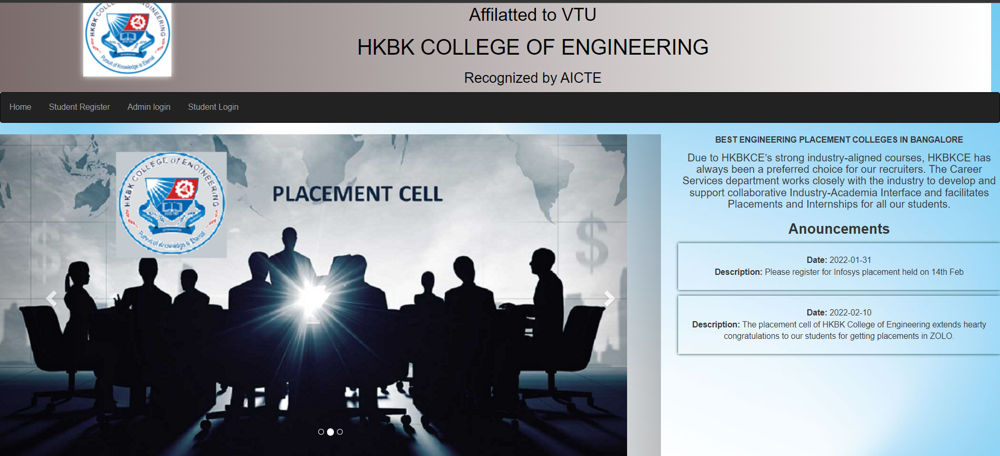 HKBK COLLEGE OF ENGINEERING
Pursuit of Knowledge is Eternal
Affilatted to VTU
HKBK COLLEGE OF ENGINEERING
Recognized by AICTE
Home
Student Register
Admin login
Student Login
HKBK COLLEGE of ENGINEERING
ESTD 1997
Pursuit of Knowledge is Eternal
PLACEMENT CELL
$
$
BEST ENGINEERING PLACEMENT COLLEGES IN BANGALORE
Due to HKBKCE’s strong industry-aligned courses, HKBKCE has
always been a preferred choice for our recruiters. The Career
Services department works closely with the industry to develop and
support collaborative Industry-Academia Interface and facilitates
Placements and Internships for all our students.
Anouncements
Date: 2022-01-31
Description: Please register for Infosys placement held on 14th Feb
Date: 2022-02-10
Description: The placement cell of HKBK College of Engineering extends hearty
congratulations to our students for getting placements in ZOLO.